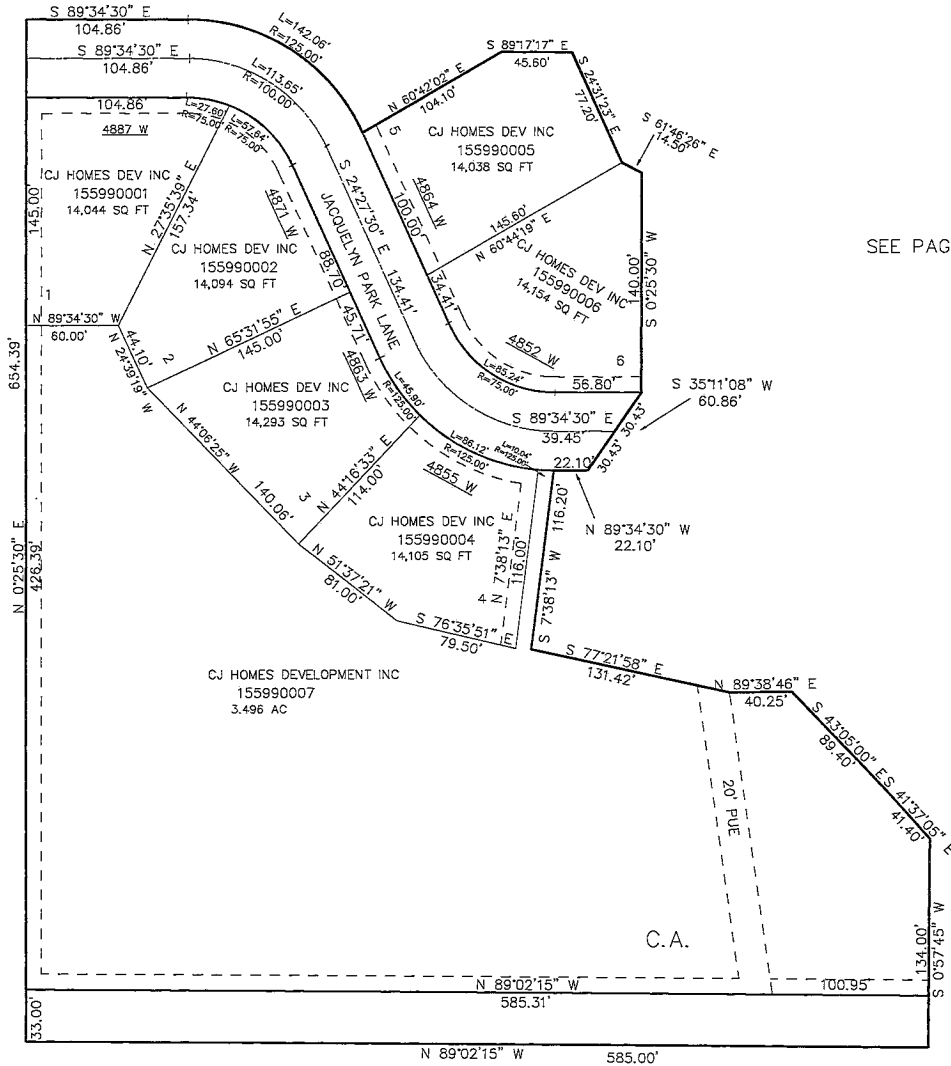 S 89°34'30" E
104.86'
S 89°34'30" E
104.86'
104.86'
L=142.06'
R=125.00'
L=113.65'
R=100.00'
L=27.60'
R=75.00'
L=57.64'
R=75.00'
4887 W
CJ HOMES DEV INC
155990001
14,044 SQ FT
145.00'
1
N 27°35'39" E
157.34'
N 89°34'30" W
60.00'
4871 W
CJ HOMES DEV INC
155990002
14,094 SQ FT
88.70'
JACQUELYN PARK LANE
S 24°27'30" E
134.41'
44.10'
N 24°39'19" W
2
N 65°31'55" E
145.00'
45.71'
4863 W
CJ HOMES DEV INC
155990003
14,293 SQ FT
L=45.90'
R=125.00'
N 44°06'25" W
140.06'
3
N 44°16'33" E
114.00'
L=86.12'
R=125.00'
L=10.04'
R=125.00'
4855 W
CJ HOMES DEV INC
155990004
14,105 SQ FT
N 51°37'21" W
81.00'
4
N 7°38'13" E
116.00'
S 76°35'51" E
79.50'
S 7°38'13" W
116.20'
N 60°42'02" E
104.10'
S 89°17'17" E
45.60'
S 24°31'23" E
77.20'
S 61°46'26" E
14.50'
5
CJ HOMES DEV INC
155990005
14,038 SQ FT
4864 W
100.00'
145.60'
N 60°44'19" E
CJ HOMES DEV INC
155990006
14,154 SQ FT
140.00'
S 0°25'30" W
SEE PAG
34.41'
4852 W
6
L=85.24'
R=75.00'
56.80'
S 89°34'30" E
39.45'
22.10'
30.43'
30.43'
S 35°11'08" W
60.86'
N 89°34'30" W
22.10'
654.39'
N 0°25'30" E
426.39'
CJ HOMES DEVELOPMENT INC
155990007
3.496 AC
S 77°21'58" E
131.42'
N 89°38'46" E
40.25'
S 43°05'00" E
89.40'
S 41°37'05" E
41.40'
20' PUE
C.A.
134.00'
S 0°57'45" W
N 89°02'15" W
585.31'
100.95'
33.00'
N 89°02'15" W
585.00'